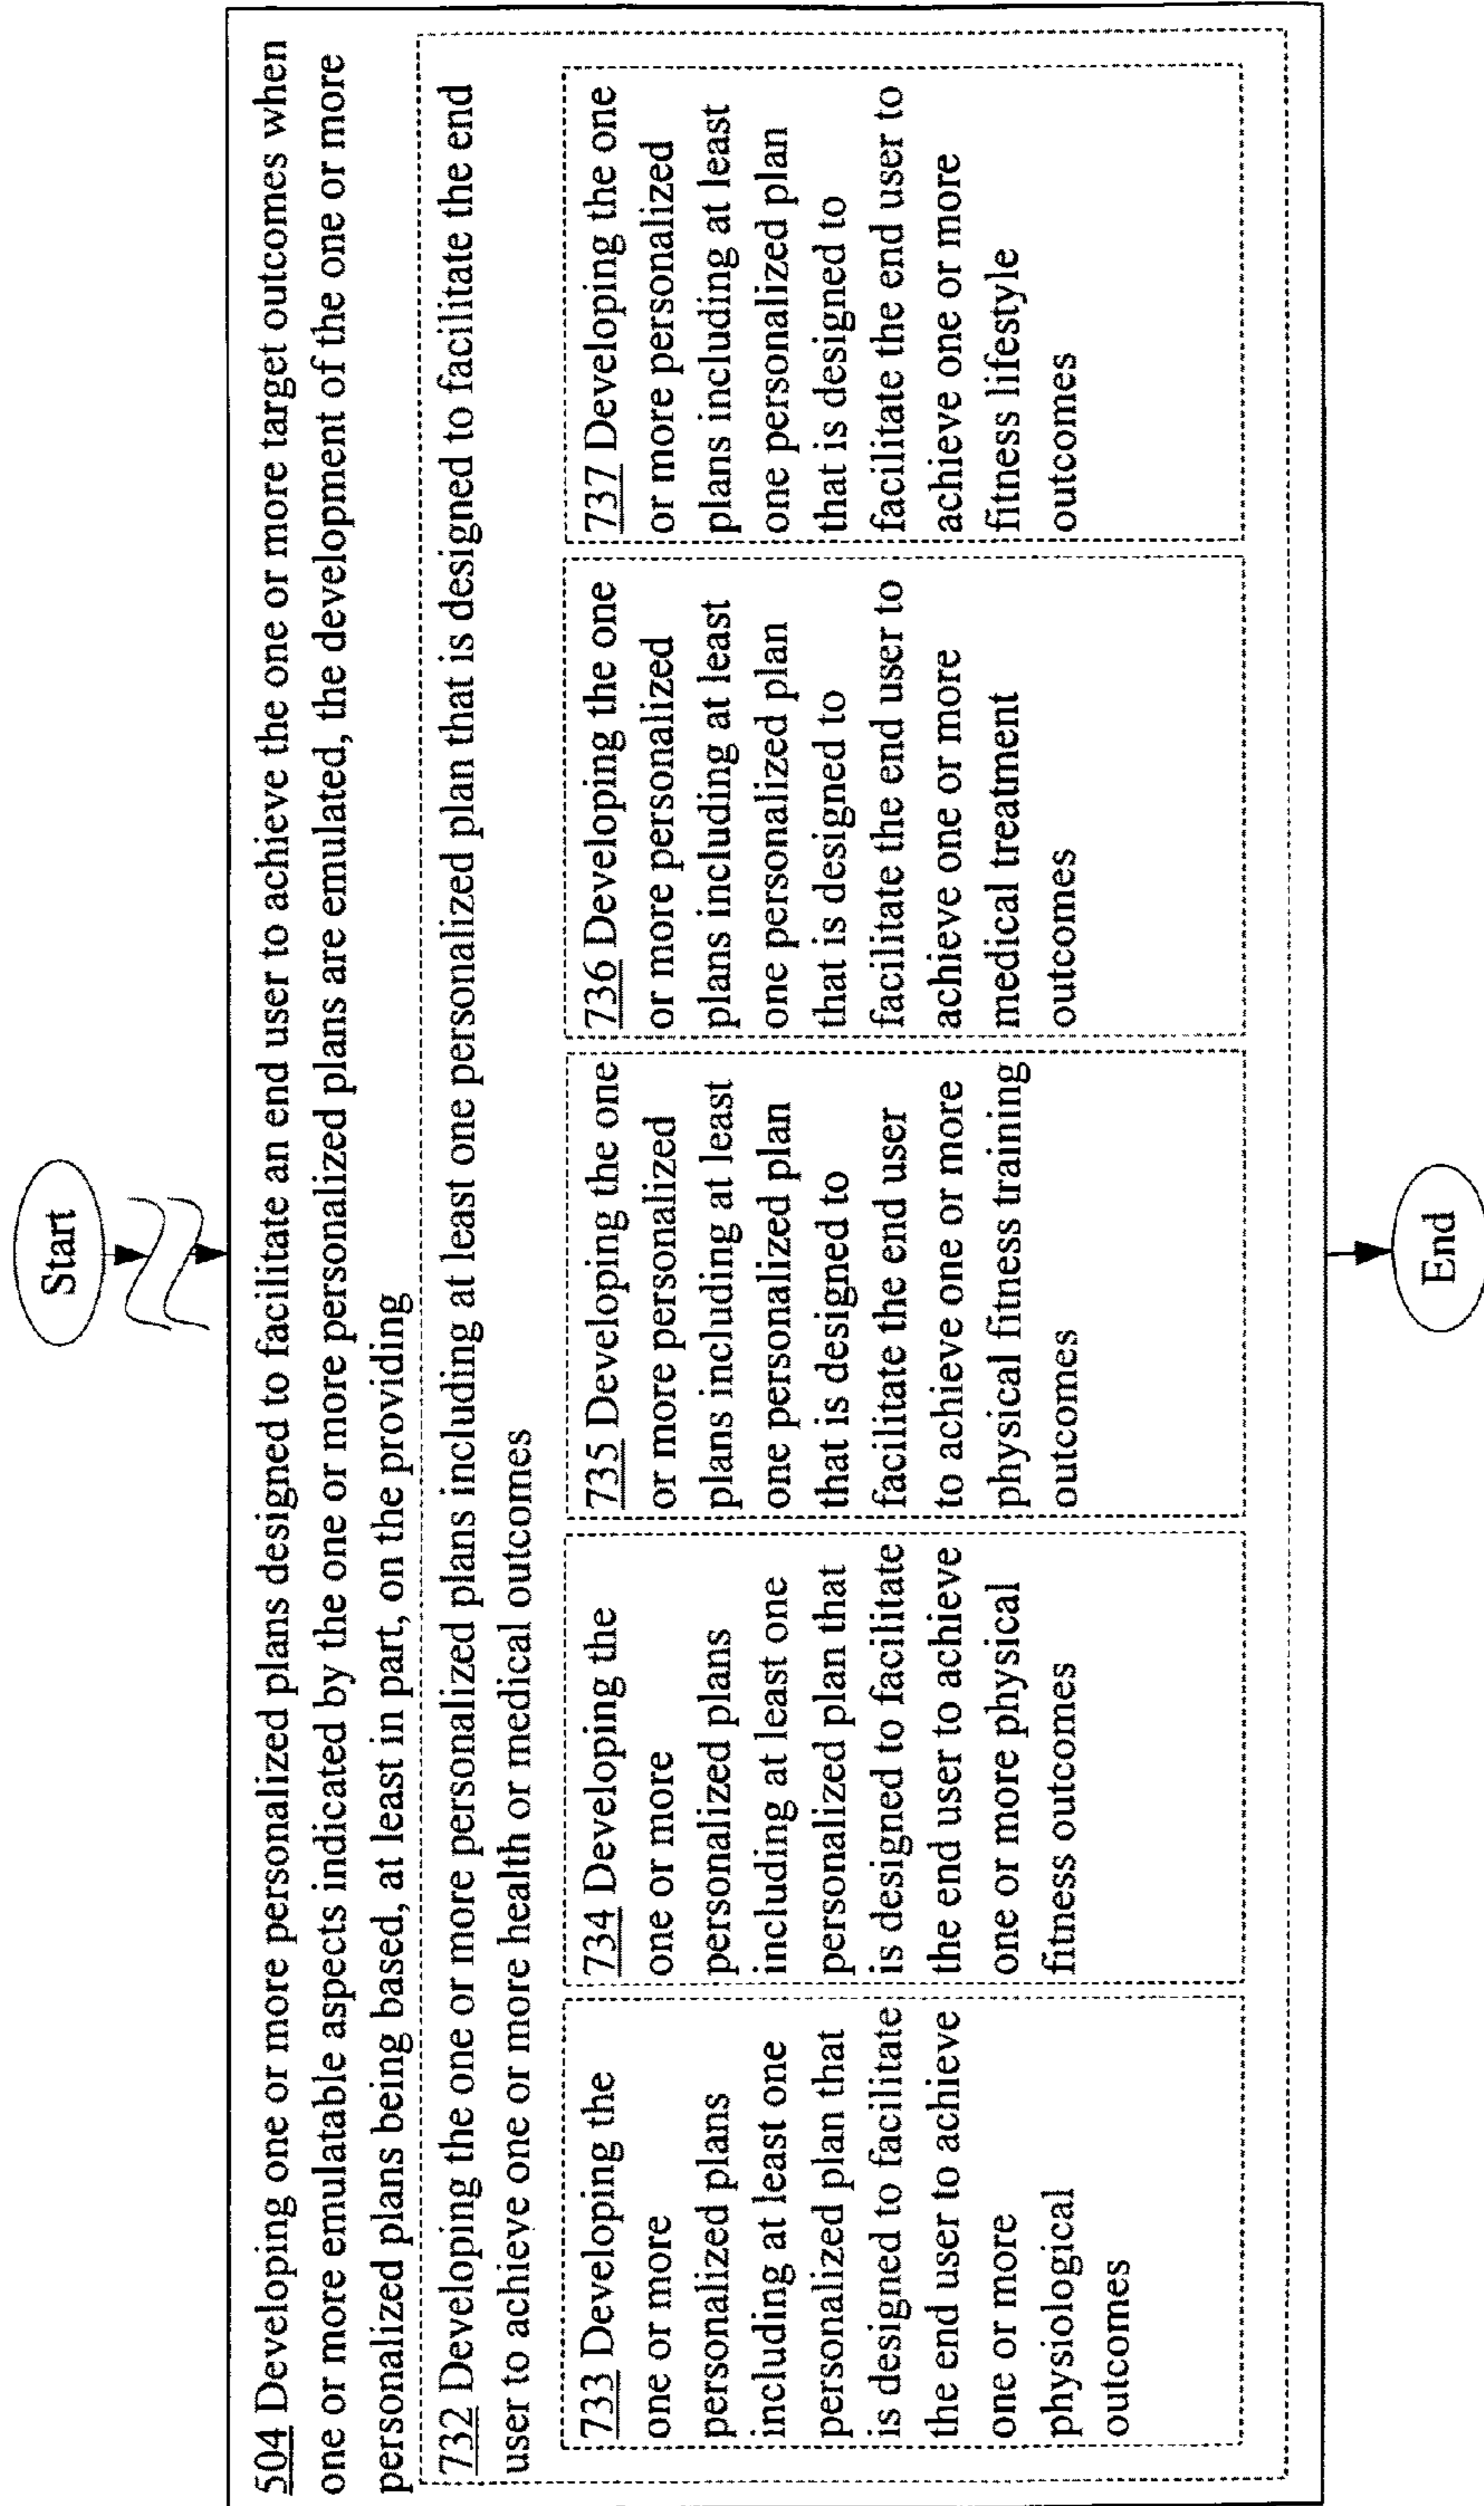 Start
504 Developing one or more personalized plans designed to facilitate an end user to achieve the one or more target outcomes when
one or more emulatable aspects indicated by the one or more personalized plans are emulated, the development of the one or more
personalized plans being based, at least in part, on the providing
732 Developing the one or more personalized plans including at least one personalized plan that is designed to facilitate the end
user to achieve one or more health or medical outcomes
733 Developing the
one or more
personalized plans
including at least one
personalized plan that
is designed to facilitate
the end user to achieve
one or more
physiological
outcomes
734 Developing the
one or more
personalized plans
including at least one
personalized plan that
is designed to facilitate
the end user to achieve
one or more physical
fitness outcomes
735 Developing the one
or more personalized
plans including at least
one personalized plan
that is designed to
facilitate the end user
to achieve one or more
physical fitness training
outcomes
736 Developing the one
or more personalized
plans including at least
one personalized plan
that is designed to
facilitate the end user to
achieve one or more
medical treatment
outcomes
737 Developing the one
or more personalized
plans including at least
one personalized plan
that is designed to
facilitate the end user to
achieve one or more
fitness lifestyle
outcomes
End